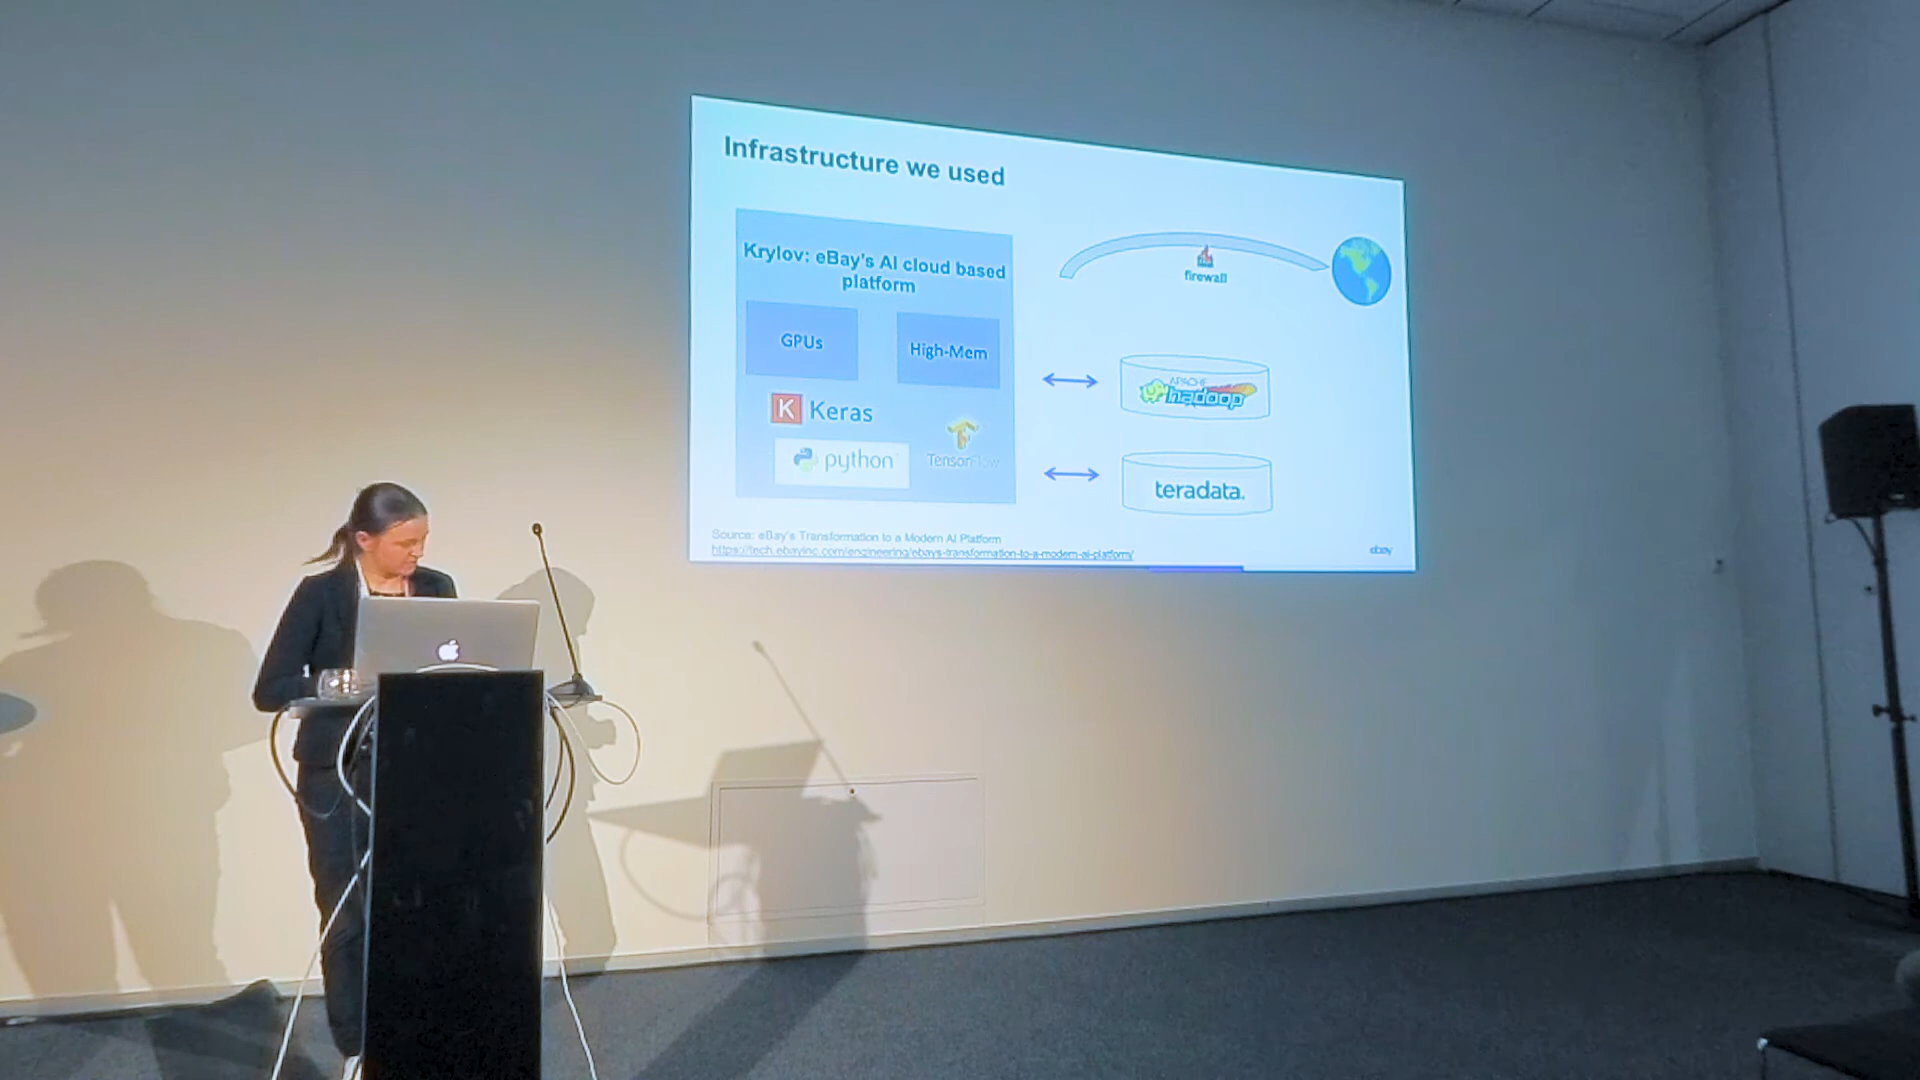 Infrastructure we used
Krylov: eBay's AI cloud based
platform
GPUs
High-Mem
K Keras
python
TensorFlow
firewall
APACHE
hadoop
teradata.
Source: eBay's Transformation to a Modern AI Platform
https://tech.ebayinc.com/engineering/ebays-transformation-to-a-modern-ai-platform/
ebay